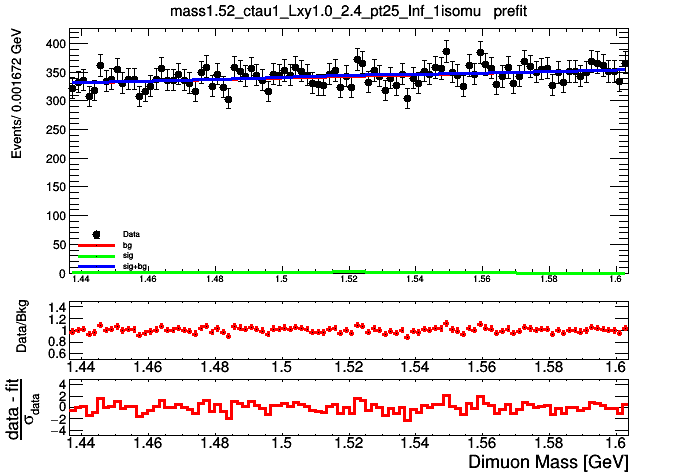 mass1.52_ctau1_Lxy1.0_2.4_pt25_Inf_1isomu prefit
Events/ 0.001672 GeV
400
350
300
250
200
150
100
50
0
Data
bg
sig
sig+bg
1.44 1.46 1.48 1.5 1.52 1.54 1.56 1.58 1.6
Data/Bkg
1.4
1.2
1
0.8
0.6
1.44 1.46 1.48 1.5 1.52 1.54 1.56 1.58 1.6
data - fit
σdata
4
2
0
−2
−4
1.44 1.46 1.48 1.5 1.52 1.54 1.56 1.58 1.6
Dimuon Mass [GeV]